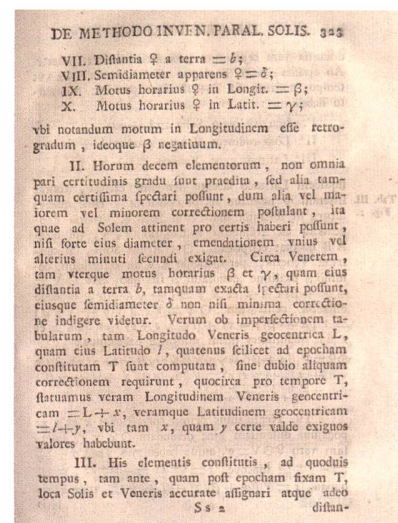 DE METHODO INVEN. PARAL. SOLIS. 323
VII. Diſtantia ♀ a terra = b;
VIII. Semidiameter apparens ♀ = δ;
IX. Motus horarius ♀ in Longit. = β;
X. Motus horarius ♀ in Latit. = γ;
vbi notandum motum in Longitudinem eſſe retro-
gradum, ideoque β negatiuum.
II. Horum decem elementorum, non omnia
pari certitudinis gradu ſunt praedita, ſed alia tam-
quam certiſſima ſpectari poſſunt, dum alia vel ma-
iorem vel minorem correctionem poſtulant, ita
quae ad Solem attinent pro certis haberi poſſunt,
niſi forte eius diameter, emendationem vnius vel
alterius minuti ſecundi exigat. Circa Venerem,
tam vterque motus horarius β et γ, quam eius
diſtantia a terra b, tamquam exacta ſpectari poſſunt,
eiusque ſemidiameter δ non niſi minima correctio-
ne indigere videtur. Verum ob imperfectionem ta-
bularum, tam Longitudo Veneris geocentrica L,
quam eius Latitudo l, quatenus ſcilicet ad epocham
conſtitutam T ſunt computata, ſine dubio aliquam
correctionem requirunt, quocirca pro tempore T,
ſtatuamus veram Longitudinem Veneris geocentri-
cam = L + x, veramque Latitudinem geocentricam
= l + y, vbi tam x, quam y certe valde exiguos
valores habebunt.
III. His elementis conſtitutis, ad quoduis
tempus, tam ante, quam poſt epocham fixam T,
loca Solis et Veneris accurate aſſignari atque adeo
S s 2 diſtan-